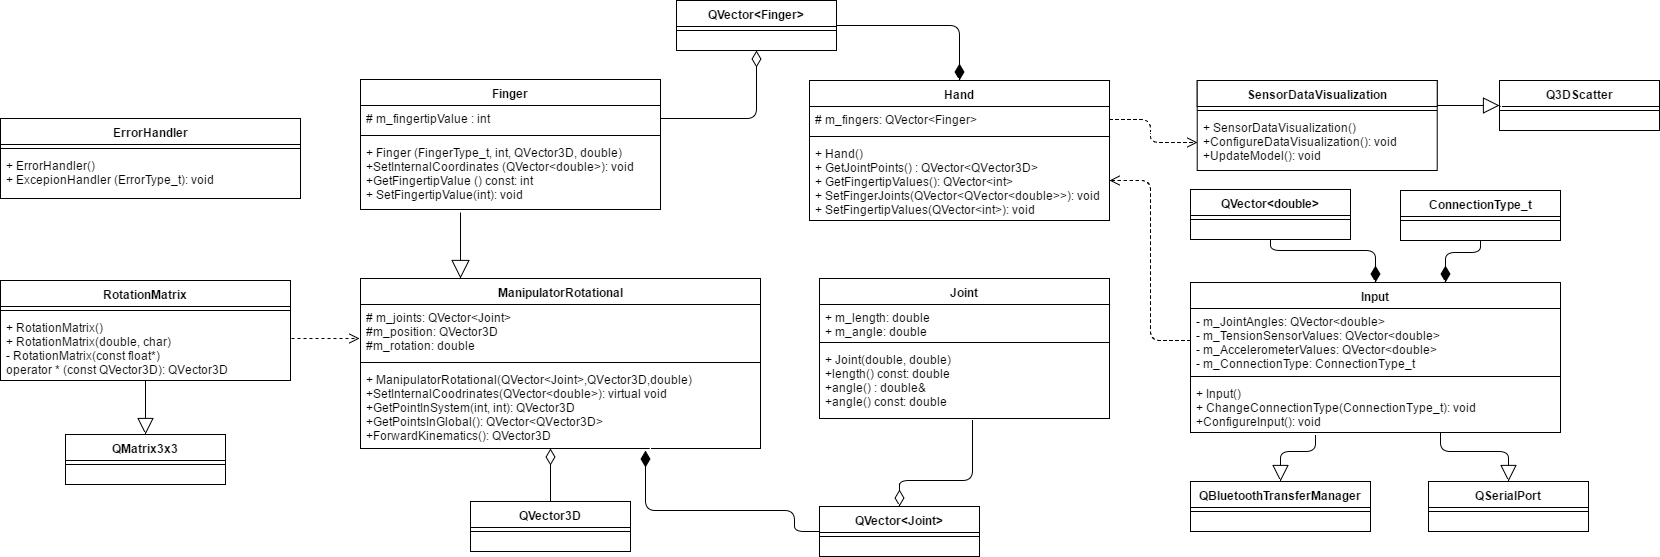 QVector<Finger>
Finger
# m_fingertipValue : int
+ Finger (FingerType_t, int, QVector3D, double)
+SetInternalCoordinates (QVector<double>): void
+GetFingertipValue () const: int
+ SetFingertipValue(int): void
Hand
# m_fingers: QVector<Finger>
+ Hand()
+ GetJointPoints() : QVector<QVector3D>
+ GetFingertipValues(): QVector<int>
+ SetFingerJoints(QVector<QVector<double>>): void
+ SetFingertipValues(QVector<int>): void
SensorDataVisualization
+ SensorDataVisualization()
+ConfigureDataVisualization(): void
+UpdateModel(): void
Q3DScatter
ErrorHandler
+ ErrorHandler()
+ ExcepionHandler (ErrorType_t): void
QVector<double>
ConnectionType_t
RotationMatrix
+ RotationMatrix()
+ RotationMatrix(double, char)
- RotationMatrix(const float*)
operator * (const QVector3D): QVector3D
ManipulatorRotational
# m_joints: QVector<Joint>
#m_position: QVector3D
#m_rotation: double
+ ManipulatorRotational(QVector<Joint>,QVector3D,double)
+SetInternalCoodrinates(QVector<double>): virtual void
+GetPointInSystem(int, int): QVector3D
+GetPointsInGlobal(): QVector<QVector3D>
+ForwardKinematics(): QVector3D
Joint
+ m_length: double
+ m_angle: double
+ Joint(double, double)
+length() const: double
+angle() : double&
+angle() const: double
Input
- m_JointAngles: QVector<double>
- m_TensionSensorValues: QVector<double>
- m_AccelerometerValues: QVector<double>
- m_ConnectionType: ConnectionType_t
+ Input()
+ ChangeConnectionType(ConnectionType_t): void
+ConfigureInput(): void
QMatrix3x3
QVector3D
QVector<Joint>
QBluetoothTransferManager
QSerialPort